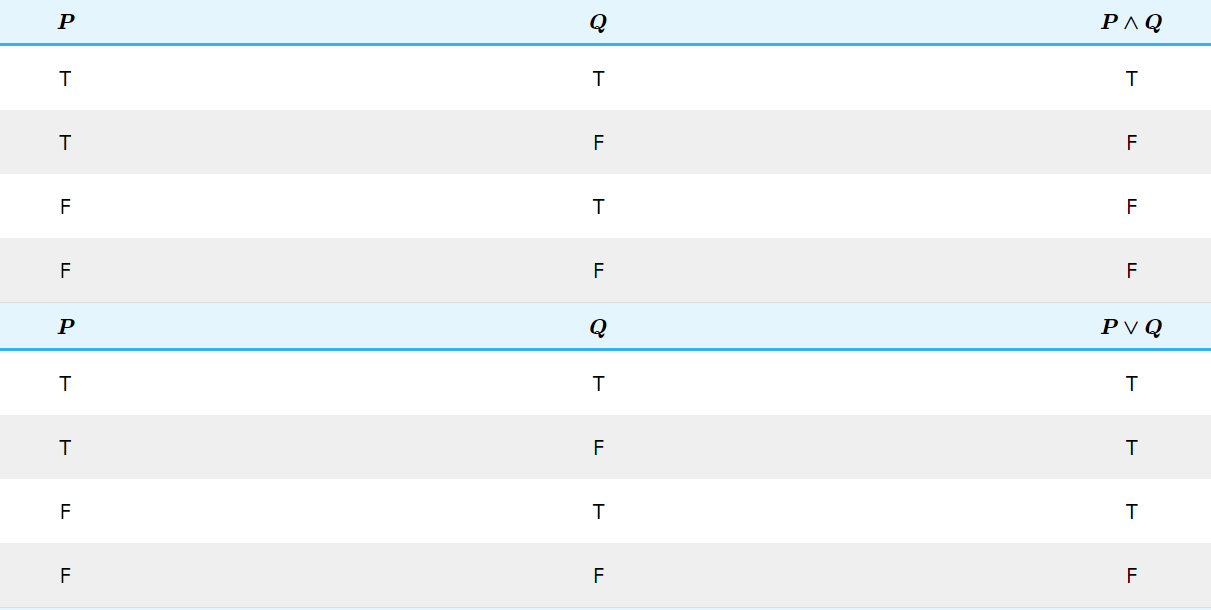 P Q P ∧ Q
T T T
T F F
F T F
F F F
P Q P ∨ Q
T T T
T F T
F T T
F F F